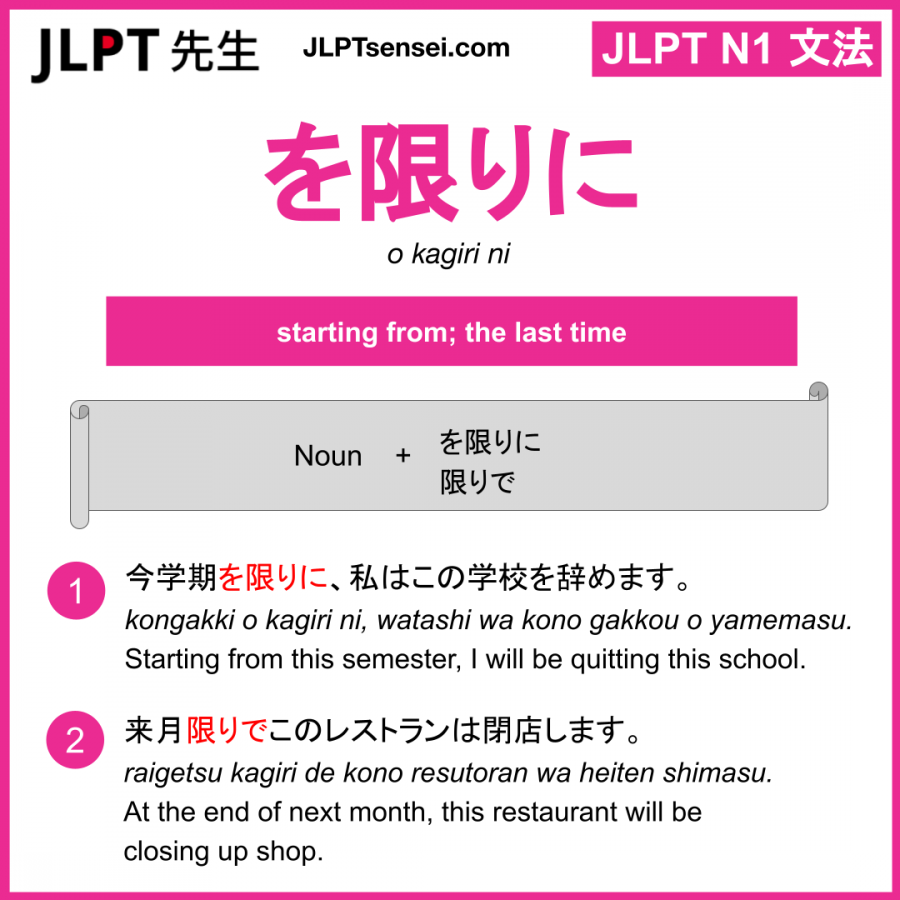 JLPT 先生
JLPTsensei.com
JLPT N1 文法
を限りに
o kagiri ni
starting from; the last time
Noun + を限りに
限りで
1 今学期を限りに、私はこの学校を辞めます。
kongakki o kagiri ni, watashi wa kono gakkou o yamemasu.
Starting from this semester, I will be quitting this school.
2 来月限りでこのレストランは閉店します。
raigetsu kagiri de kono resutoran wa heiten shimasu.
At the end of next month, this restaurant will be
closing up shop.